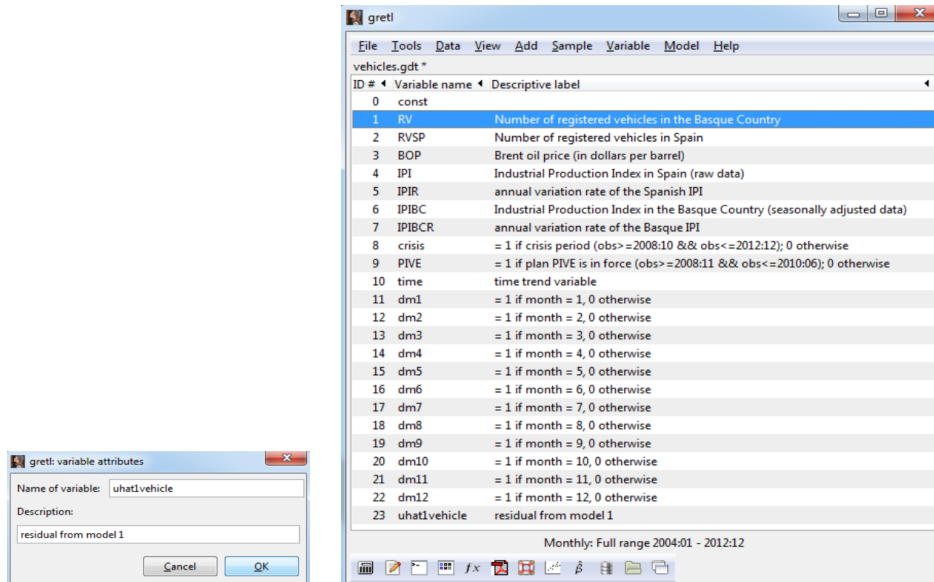 gretl: variable attributes
Name of variable: uhat1vehicle
Description:
residual from model 1
Cancel OK
gretl
File Tools Data View Add Sample Variable Model Help
vehicles.gdt *
ID # Variable name Descriptive label
0 const
1 RV Number of registered vehicles in the Basque Country
2 RVSP Number of registered vehicles in Spain
3 BOP Brent oil price (in dollars per barrel)
4 IPI Industrial Production Index in Spain (raw data)
5 IPIR annual variation rate of the Spanish IPI
6 IPIBC Industrial Production Index in the Basque Country (seasonally adjusted data)
7 IPIBCR annual variation rate of the Basque IPI
8 crisis = 1 if crisis period (obs>=2008:10 && obs<=2012:12); 0 otherwise
9 PIVE = 1 if plan PIVE is in force (obs>=2008:11 && obs<=2010:06); 0 otherwise
10 time time trend variable
11 dm1 = 1 if month = 1, 0 otherwise
12 dm2 = 1 if month = 2, 0 otherwise
13 dm3 = 1 if month = 3, 0 otherwise
14 dm4 = 1 if month = 4, 0 otherwise
15 dm5 = 1 if month = 5, 0 otherwise
16 dm6 = 1 if month = 6, 0 otherwise
17 dm7 = 1 if month = 7, 0 otherwise
18 dm8 = 1 if month = 8, 0 otherwise
19 dm9 = 1 if month = 9, 0 otherwise
20 dm10 = 1 if month = 10, 0 otherwise
21 dm11 = 1 if month = 11, 0 otherwise
22 dm12 = 1 if month = 12, 0 otherwise
23 uhat1vehicle residual from model 1
Monthly: Full range 2004:01 - 2012:12
fx β̂